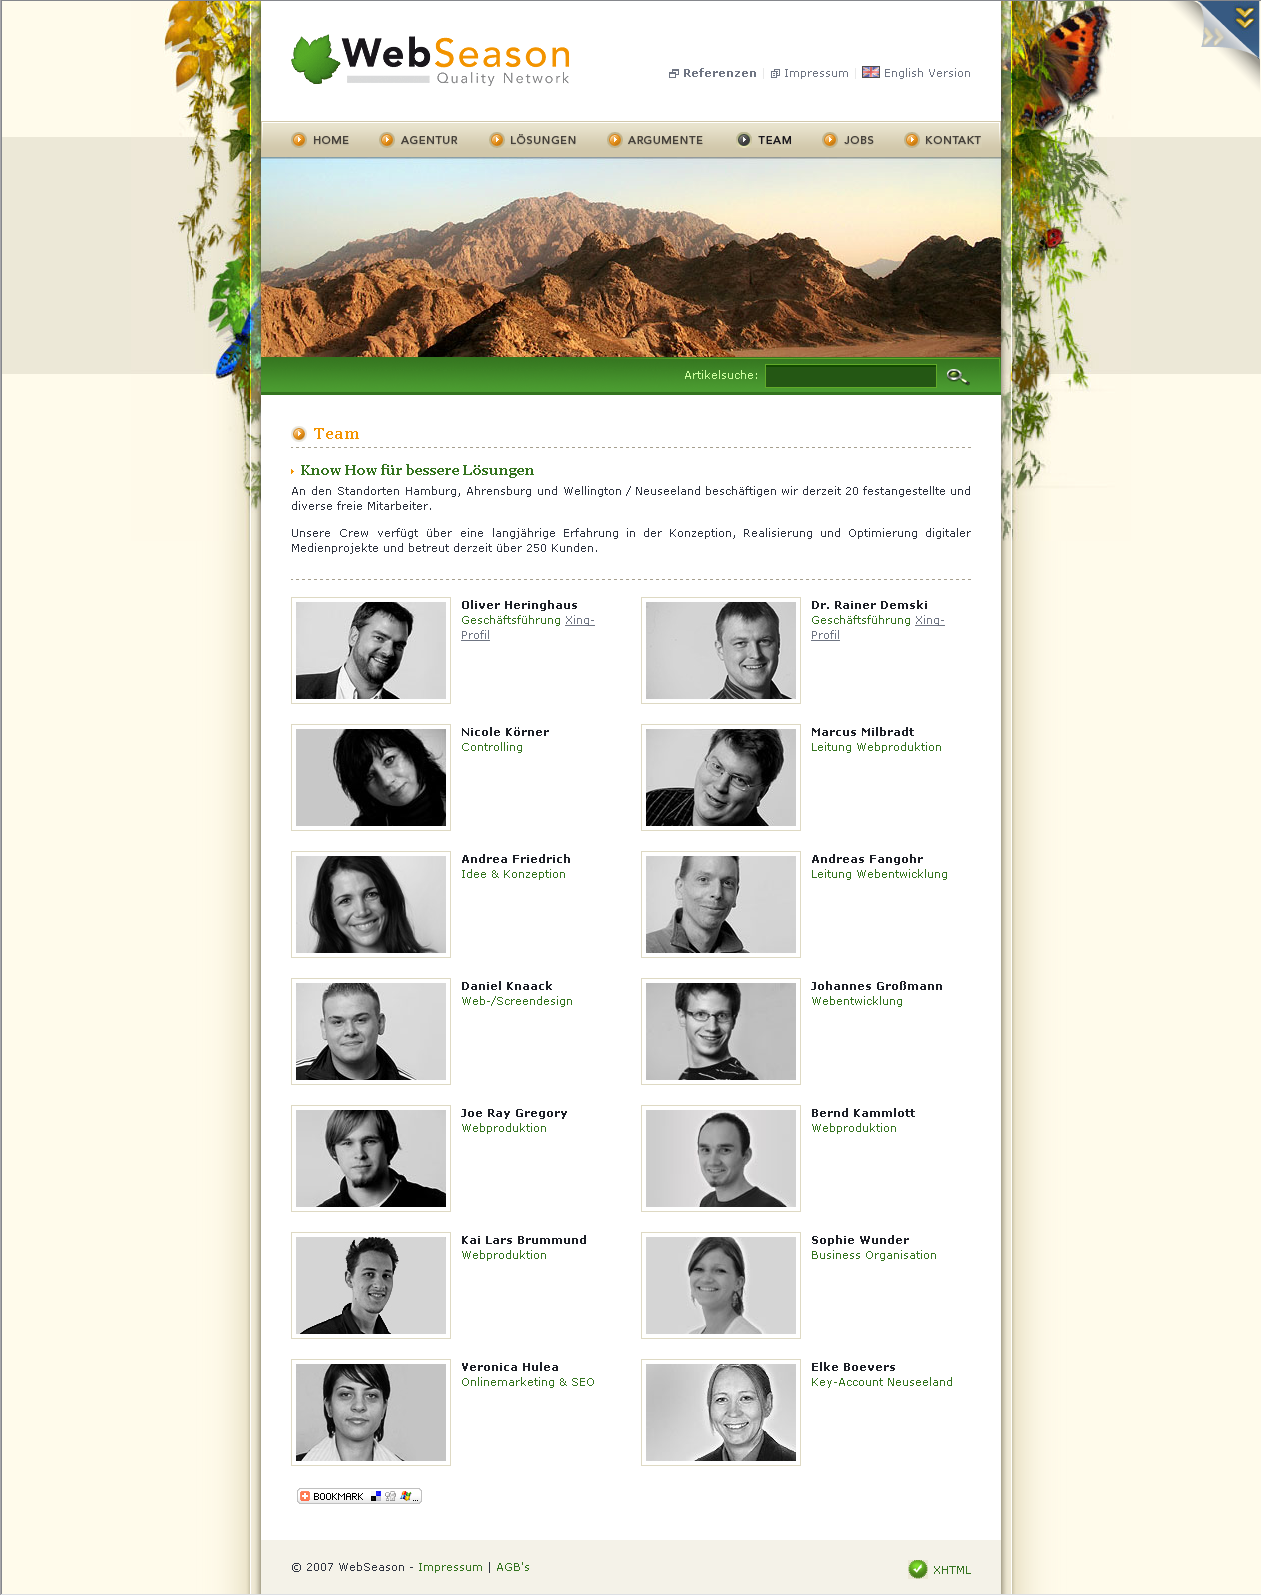 WebSeason
Quality Network
Referenzen | Impressum | English Version
HOME AGENTUR LÖSUNGEN ARGUMENTE TEAM JOBS KONTAKT
Artikelsuche:
Team
Know How für bessere Lösungen
An den Standorten Hamburg, Ahrensburg und Wellington / Neuseeland beschäftigen wir derzeit 20 festangestellte und
diverse freie Mitarbeiter.
Unsere Crew verfügt über eine langjährige Erfahrung in der Konzeption, Realisierung und Optimierung digitaler
Medienprojekte und betreut derzeit über 250 Kunden.
Oliver Heringhaus
Geschäftsführung Xing-
Profil
Dr. Rainer Demski
Geschäftsführung Xing-
Profil
Nicole Körner
Controlling
Marcus Milbradt
Leitung Webproduktion
Andrea Friedrich
Idee & Konzeption
Andreas Fangohr
Leitung Webentwicklung
Daniel Knaack
Web-/Screendesign
Johannes Großmann
Webentwicklung
Joe Ray Gregory
Webproduktion
Bernd Kammlott
Webproduktion
Kai Lars Brummund
Webproduktion
Sophie Wunder
Business Organisation
Veronica Hulea
Onlinemarketing & SEO
Elke Boevers
Key-Account Neuseeland
BOOKMARK ...
© 2007 WebSeason - Impressum | AGB's
XHTML